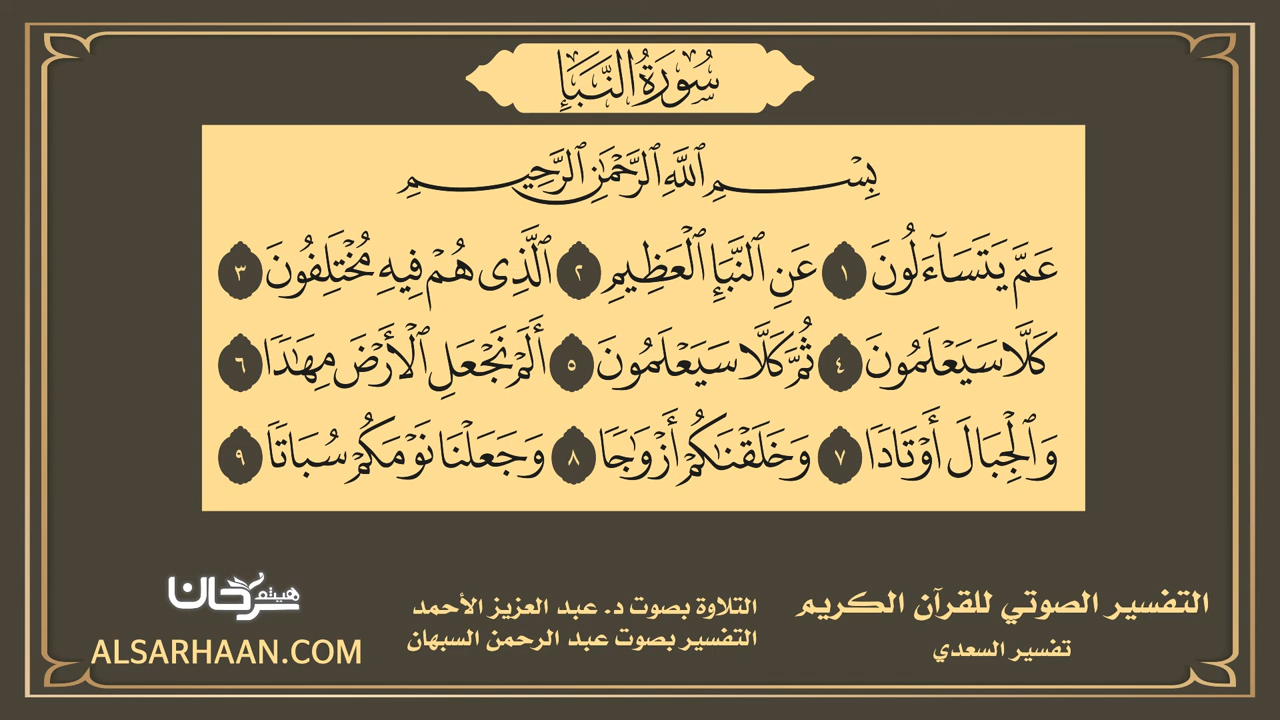 سُورَةُ النَّبَإِ
بِسْمِ ٱللَّهِ ٱلرَّحْمَٰنِ ٱلرَّحِيمِ
عَمَّ يَتَسَآءَلُونَ ١ عَنِ ٱلنَّبَإِ ٱلْعَظِيمِ ٢ ٱلَّذِى هُمْ فِيهِ مُخْتَلِفُونَ ٣
كَلَّا سَيَعْلَمُونَ ٤ ثُمَّ كَلَّا سَيَعْلَمُونَ ٥ أَلَمْ نَجْعَلِ ٱلْأَرْضَ مِهَٰدًا ٦
وَٱلْجِبَالَ أَوْتَادًا ٧ وَخَلَقْنَٰكُمْ أَزْوَٰجًا ٨ وَجَعَلْنَا نَوْمَكُمْ سُبَاتًا ٩
التفسير الصوتي للقرآن الكريم
تفسير السعدي
التلاوة بصوت د. عبد العزيز الأحمد
التفسير بصوت عبد الرحمن السبهان
هيثم سرحان
ALSARHAAN.COM